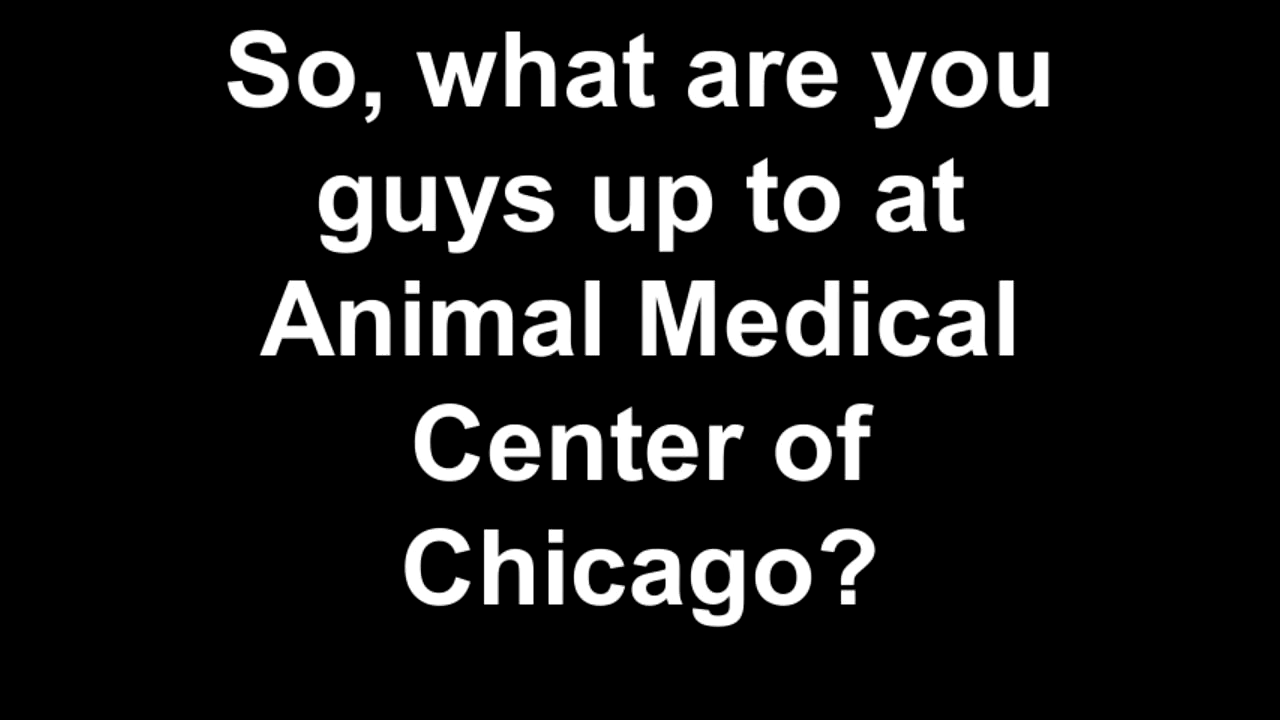 So, what are you
guys up to at
Animal Medical
Center of
Chicago?